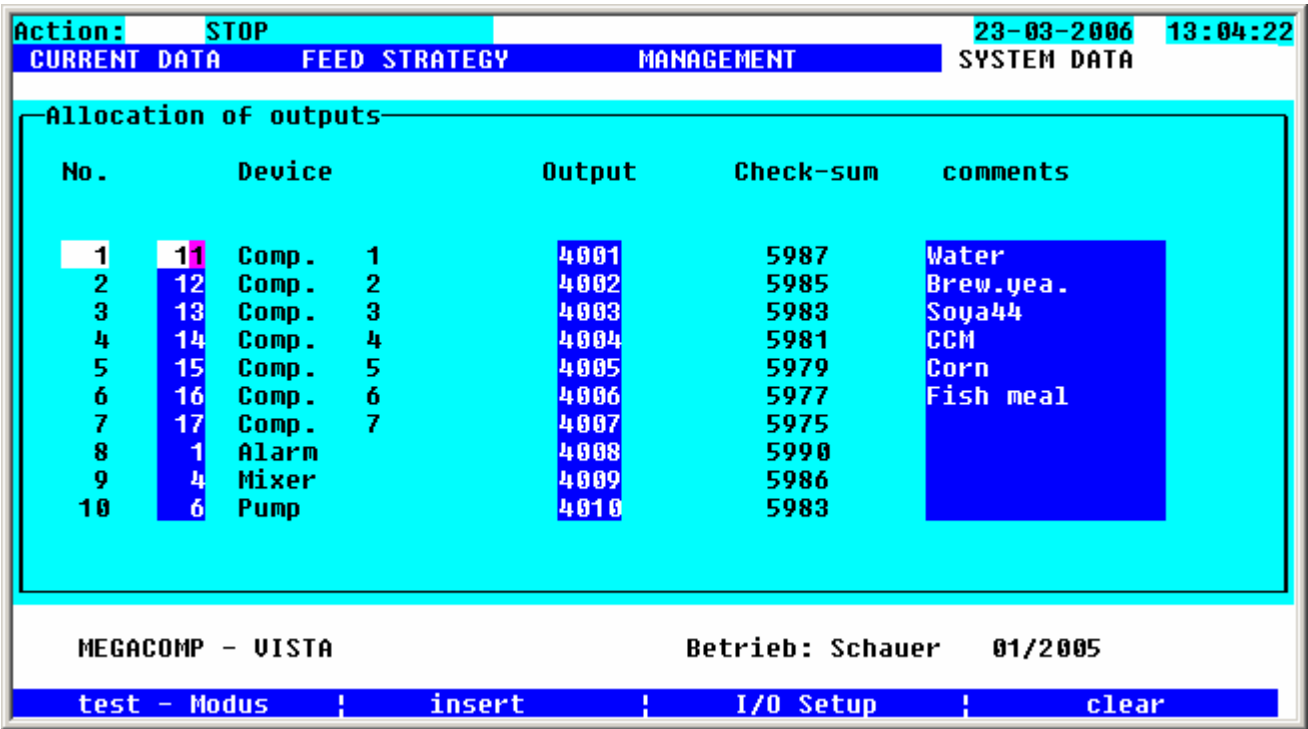 Action: STOP 23-03-2006 13:04:22
CURRENT DATA FEED STRATEGY MANAGEMENT SYSTEM DATA
Allocation of outputs
No. Device Output Check-sum comments
1 11 Comp. 1 4001 5987 Water
2 12 Comp. 2 4002 5985 Brew.yea.
3 13 Comp. 3 4003 5983 Soya44
4 14 Comp. 4 4004 5981 CCM
5 15 Comp. 5 4005 5979 Corn
6 16 Comp. 6 4006 5977 Fish meal
7 17 Comp. 7 4007 5975
8 1 Alarm 4008 5990
9 4 Mixer 4009 5986
10 6 Pump 4010 5983
MEGACOMP - VISTA Betrieb: Schauer 01/2005
test - Modus ¦ insert ¦ I/O Setup ¦ clear